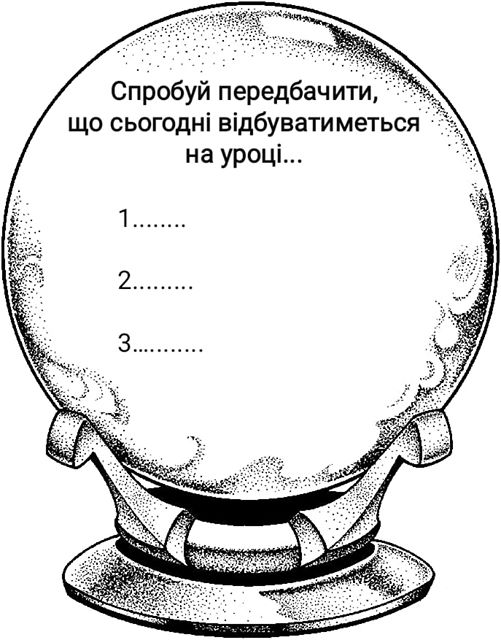 Спробуй передбачити,
що сьогодні відбуватиметься
на уроці...
1........
2.........
3...........